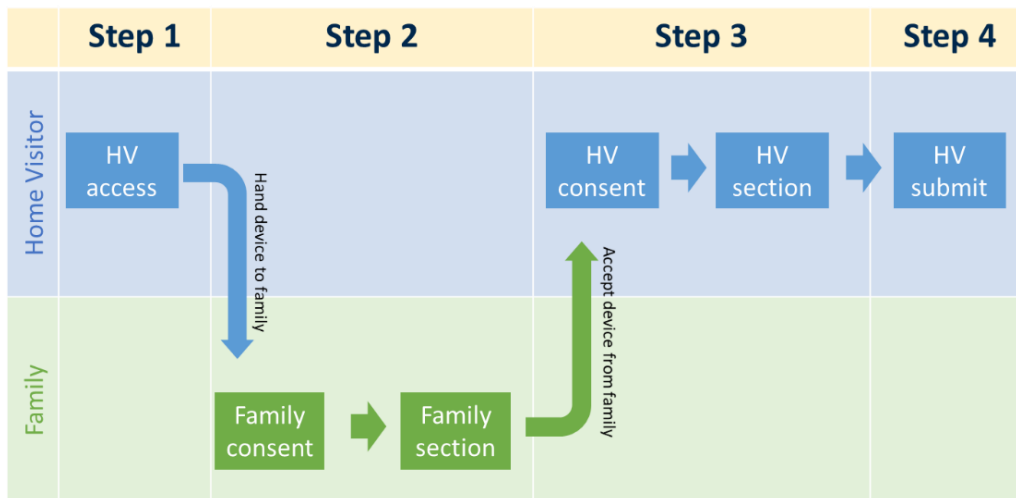 Step 1
Step 2
Step 3
Step 4
Home Visitor
HV
access
Hand device to family
HV
consent
HV
section
HV
submit
Accept device from family
Family
Family
consent
Family
section